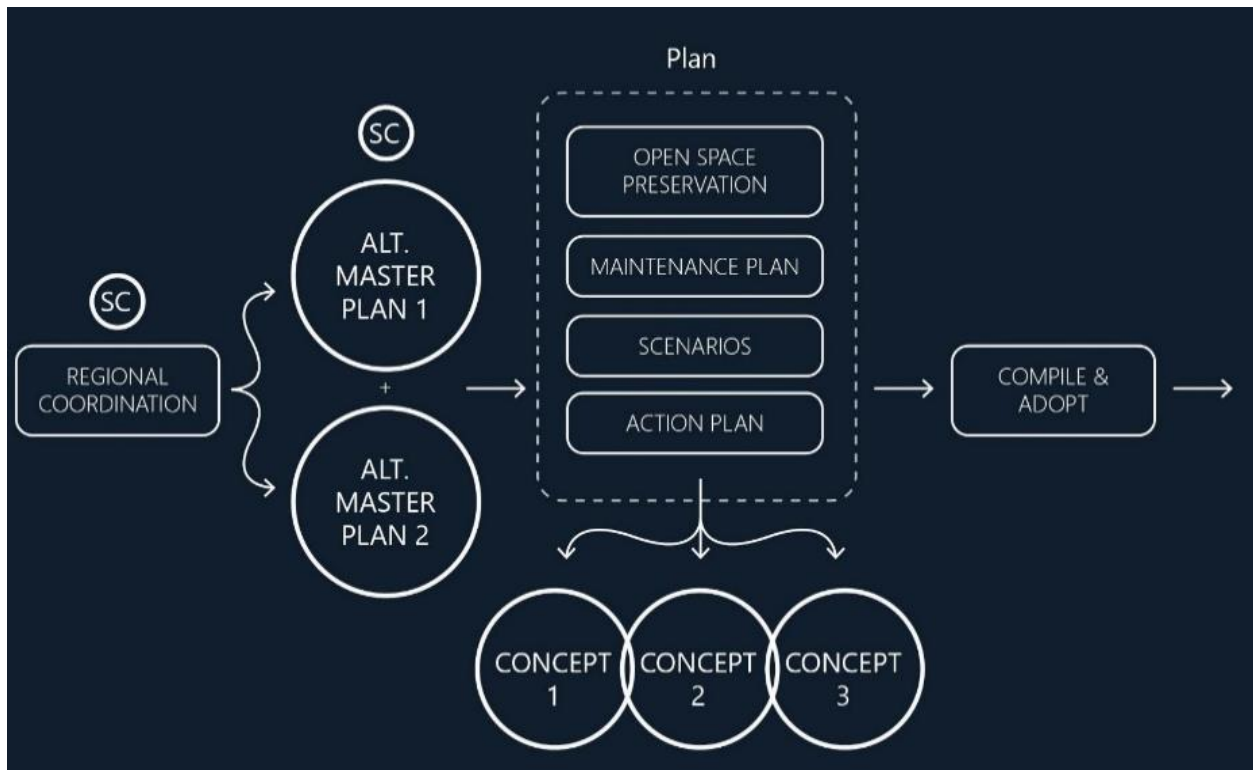 Plan
SC
OPEN SPACE
PRESERVATION
ALT.
MASTER
PLAN 1
MAINTENANCE PLAN
SC
SCENARIOS
REGIONAL
COORDINATION
+
COMPILE &
ADOPT
ACTION PLAN
ALT.
MASTER
PLAN 2
CONCEPT
1
CONCEPT
2
CONCEPT
3